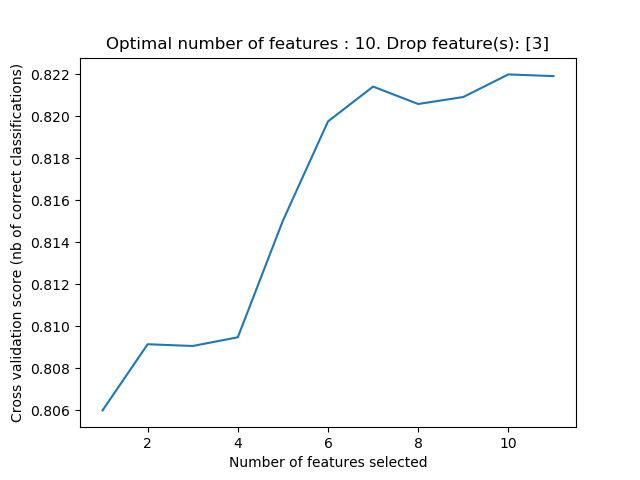 Optimal number of features : 10. Drop feature(s): [3]
Cross validation score (nb of correct classifications)
0.822
0.820
0.818
0.816
0.814
0.812
0.810
0.808
0.806
2 4 6 8 10
Number of features selected